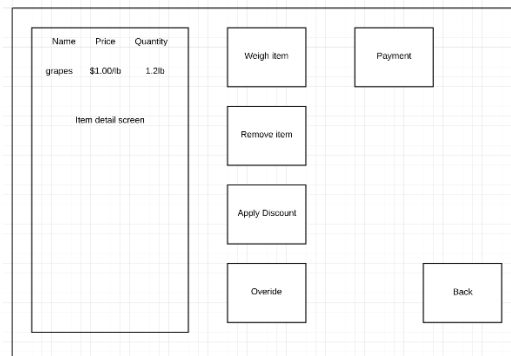 Name Price Quantity
grapes $1.00/lb 1.2lb
Item detail screen
Weigh item
Remove item
Apply Discount
Overide
Payment
Back